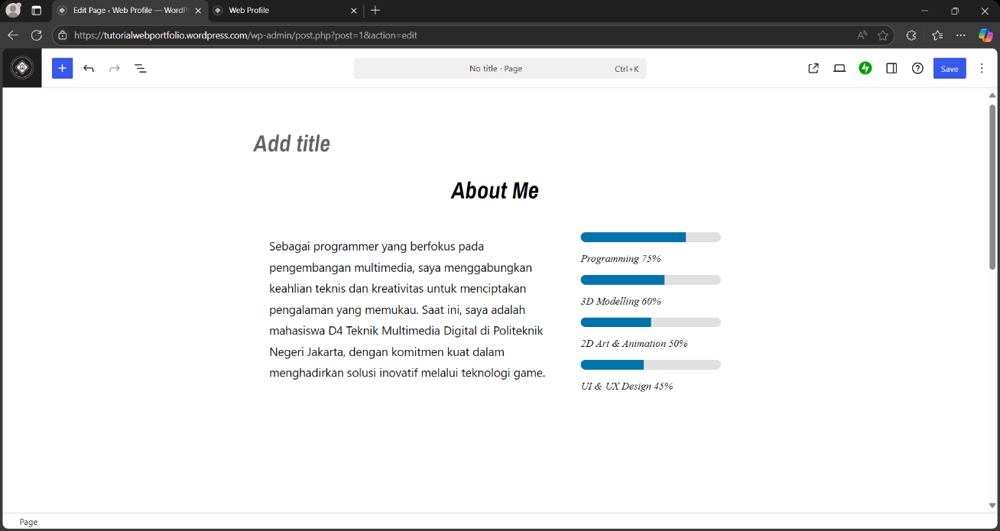 Edit Page ‹ Web Profile — WordP
Web Profile
https://tutorialwebportfolio.wordpress.com/wp-admin/post.php?post=1&action=edit
No title · Page
Ctrl+K
Save
Add title
About Me
Sebagai programmer yang berfokus pada
pengembangan multimedia, saya menggabungkan
keahlian teknis dan kreativitas untuk menciptakan
pengalaman yang memukau. Saat ini, saya adalah
mahasiswa D4 Teknik Multimedia Digital di Politeknik
Negeri Jakarta, dengan komitmen kuat dalam
menghadirkan solusi inovatif melalui teknologi game.
Programming 75%
3D Modelling 60%
2D Art & Animation 50%
UI & UX Design 45%
Page